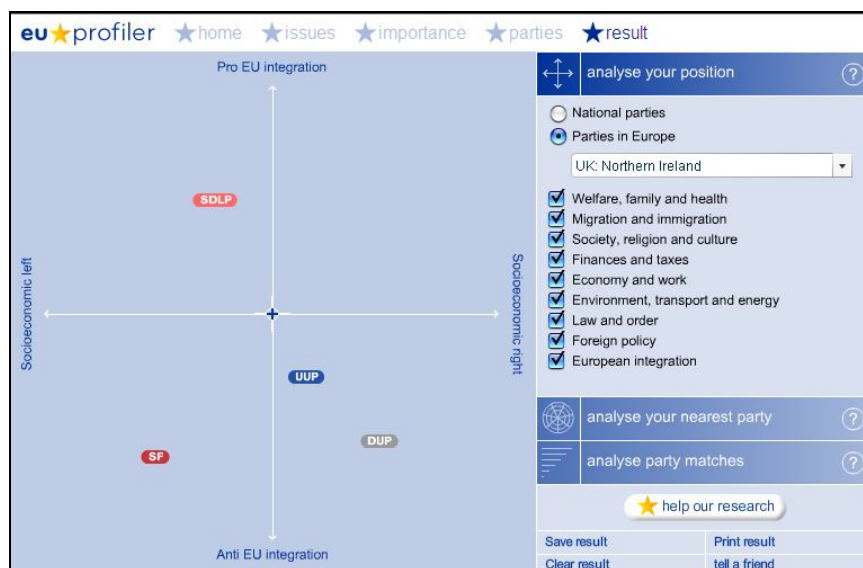 eu profiler home issues importance parties result
Pro EU integration
SDLP
Socioeconomic left
Socioeconomic right
UUP
DUP
SF
Anti EU integration
analyse your position ?
National parties
Parties in Europe
UK: Northern Ireland
Welfare, family and health
Migration and immigration
Society, religion and culture
Finances and taxes
Economy and work
Environment, transport and energy
Law and order
Foreign policy
European integration
analyse your nearest party ?
analyse party matches ?
help our research
Save result Print result
Clear result tell a friend